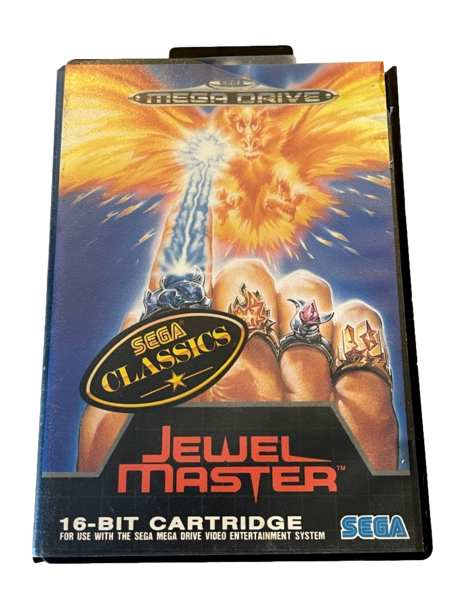 SEGA
MEGA DRIVE
SEGA
CLASSICS
JEWEL
MASTER™
16-BIT CARTRIDGE
FOR USE WITH THE SEGA MEGA DRIVE VIDEO ENTERTAINMENT SYSTEM
SEGA